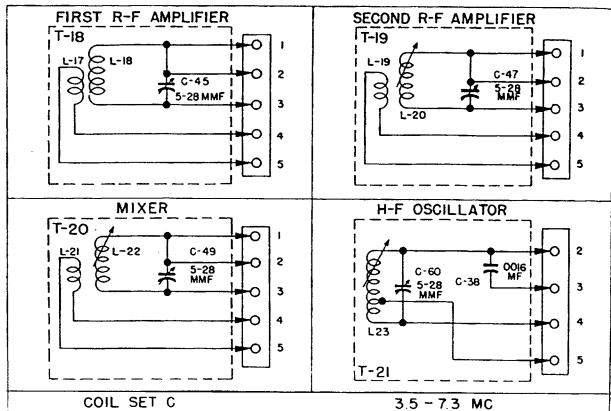 FIRST R-F AMPLIFIER
T-18
L-17
L-18
C-45
5-28 MMF
1
2
3
4
5
SECOND R-F AMPLIFIER
T-19
L-19
L-20
C-47
5-28
MMF
1
2
3
4
5
MIXER
T-20
L-21
L-22
C-49
5-28
MMF
1
2
3
4
5
H-F OSCILLATOR
L23
C-60
5-28
MMF
C-38
0016
MF
2
3
4
5
T-21
COIL SET C
3.5 - 7.3 MC